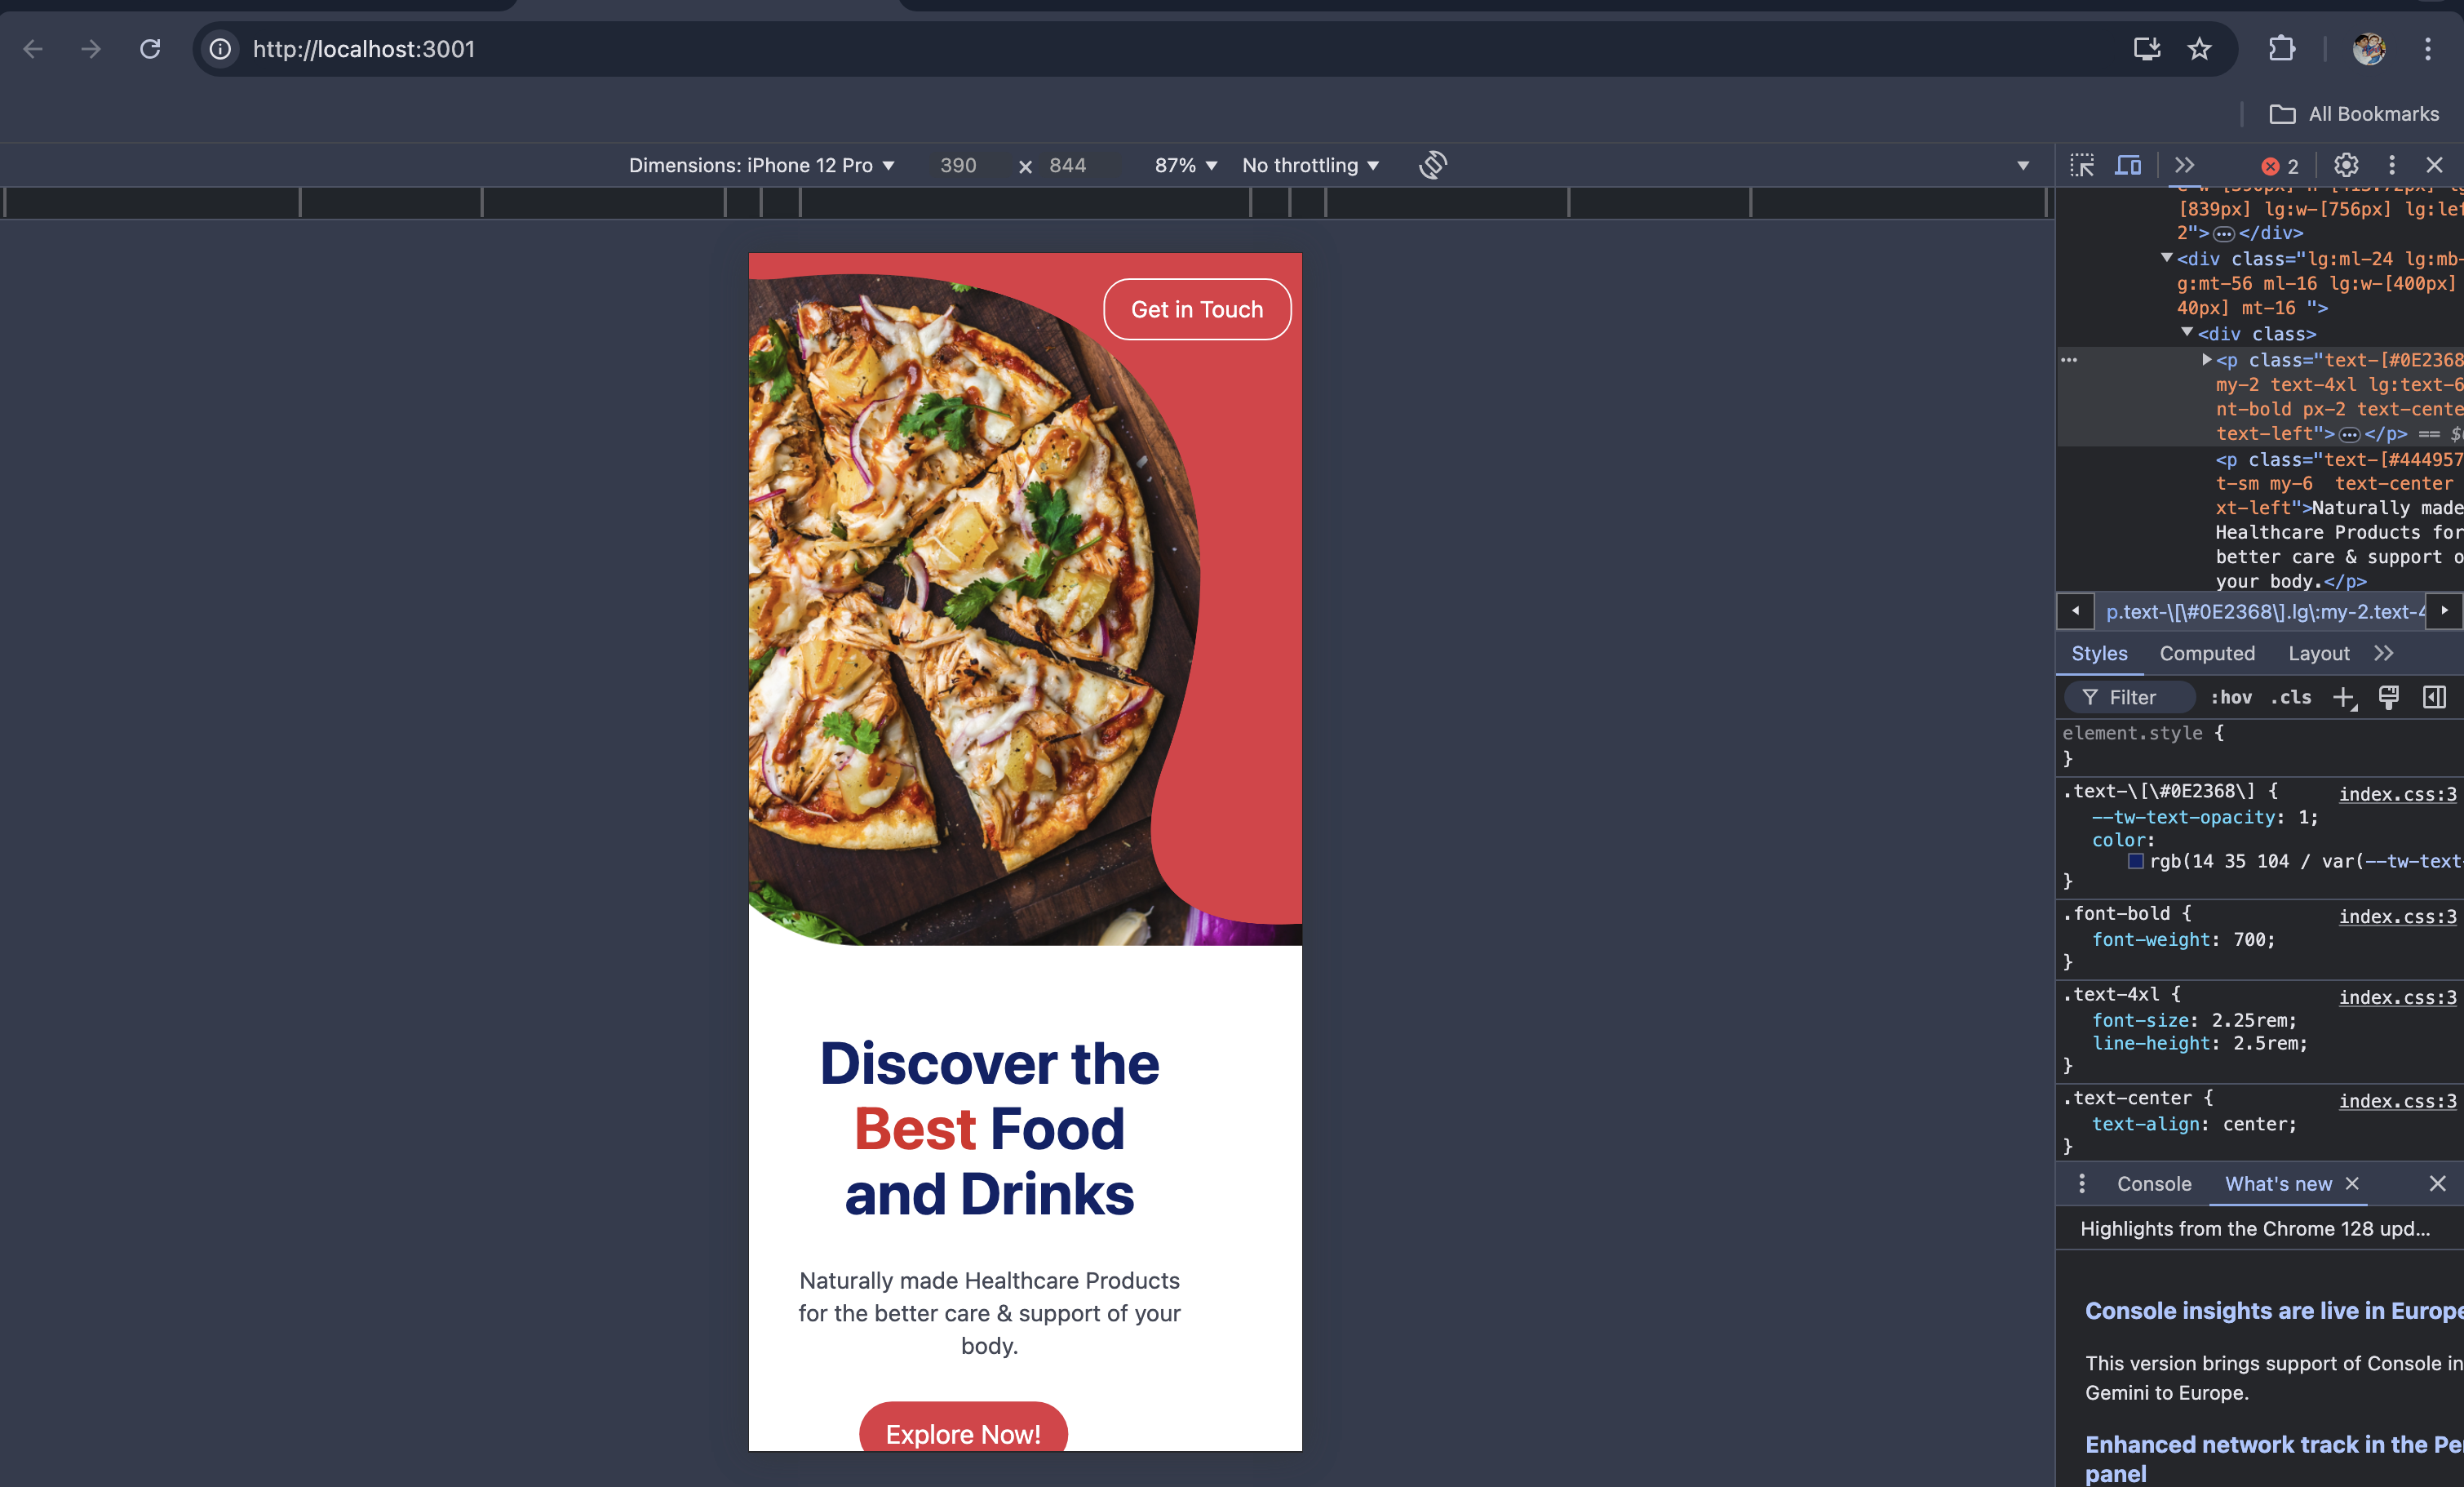 http://localhost:3001
All Bookmarks
Dimensions: iPhone 12 Pro 390 × 844 87% No throttling
2
[839px] lg:w-[756px] lg:lef
2">…</div>
<div class="lg:ml-24 lg:mb-
g:mt-56 ml-16 lg:w-[400px]
40px] mt-16 ">
<div class>
<p class="text-[#0E2368
my-2 text-4xl lg:text-6
nt-bold px-2 text-cente
text-left">…</p> == $
<p class="text-[#444957
t-sm my-6 text-center
xt-left">Naturally made
Healthcare Products for
better care & support o
your body.</p>
p.text-\[\#0E2368\].lg\:my-2.text-4
Styles Computed Layout
Filter :hov .cls
element.style {
}
.text-\[\#0E2368\] { index.css:3
--tw-text-opacity: 1;
color:
rgb(14 35 104 / var(--tw-text
}
.font-bold { index.css:3
font-weight: 700;
}
.text-4xl { index.css:3
font-size: 2.25rem;
line-height: 2.5rem;
}
.text-center { index.css:3
text-align: center;
}
Console What's new
Highlights from the Chrome 128 upd...
Console insights are live in Europe
This version brings support of Console in
Gemini to Europe.
Enhanced network track in the Pe
panel
Get in Touch
Discover the
Best Food
and Drinks
Naturally made Healthcare Products
for the better care & support of your
body.
Explore Now!